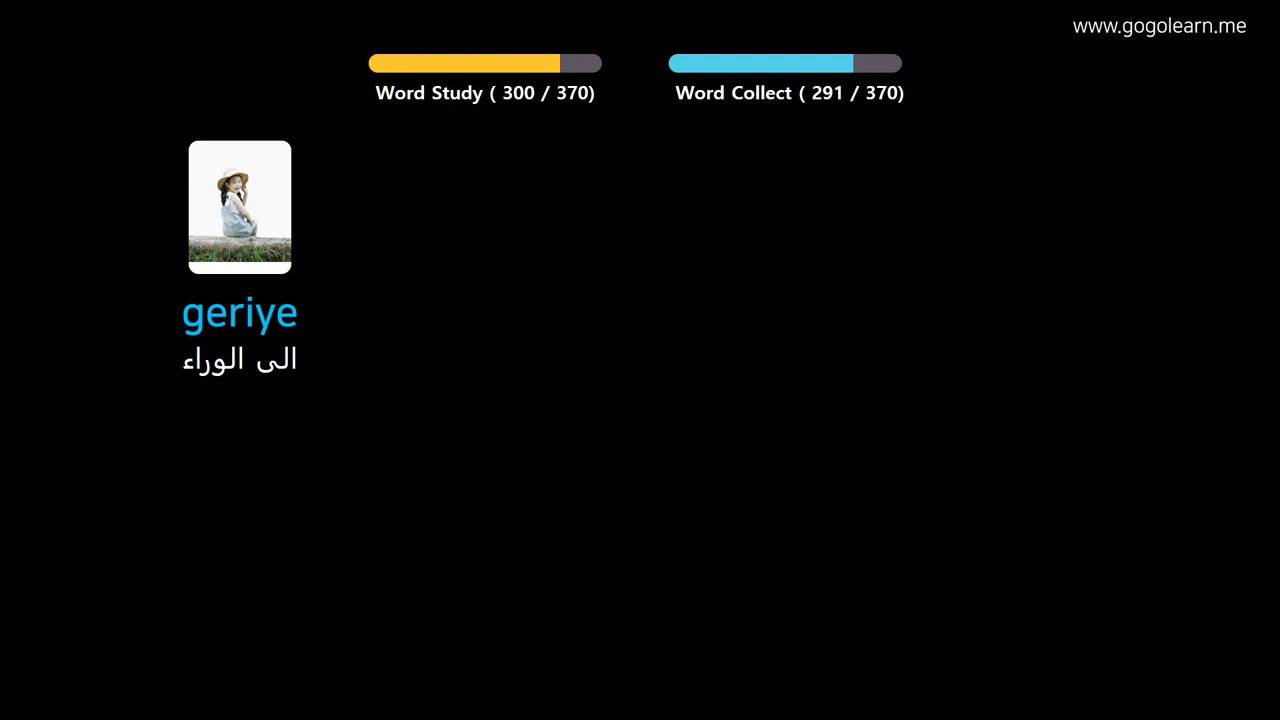 www.gogolearn.me
Word Study ( 300 / 370)
Word Collect ( 291 / 370)
geriye
الى الوراء